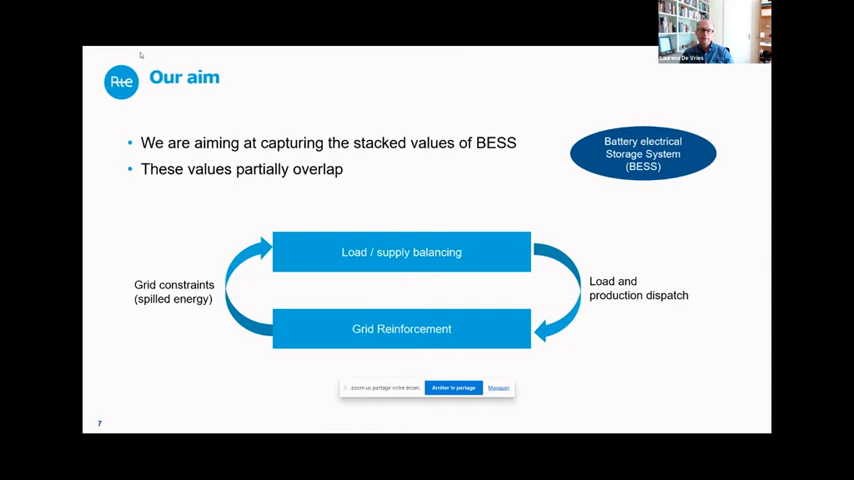 Laurens De Vries
Rte
Our aim
• We are aiming at capturing the stacked values of BESS
• These values partially overlap
Battery electrical
Storage System
(BESS)
Load / supply balancing
Grid constraints
(spilled energy)
Load and
production dispatch
Grid Reinforcement
zoom.us partage votre écran. Arrêter le partage Masquer
7